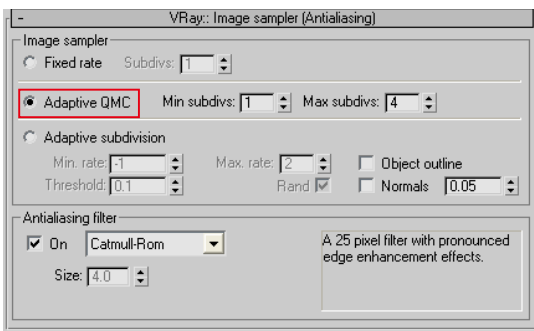 - VRay:: Image sampler (Antialiasing)
Image sampler
Fixed rate Subdivs: 1
Adaptive QMC Min subdivs: 1 Max subdivs: 4
Adaptive subdivision
Min. rate: -1 Max. rate: 2 Object outline
Threshold: 0.1 Rand Normals 0.05
Antialiasing filter
On Catmull-Rom
Size: 4.0
A 25 pixel filter with pronounced
edge enhancement effects.